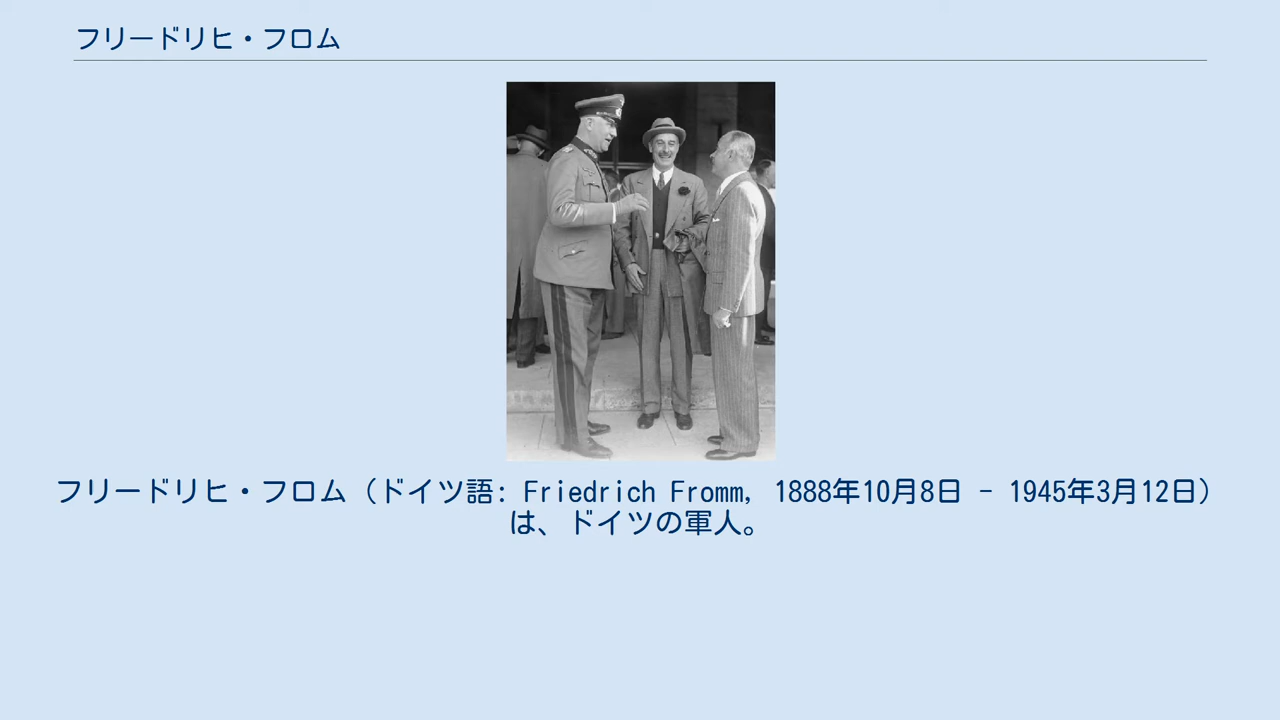 フリードリヒ・フロム
フリードリヒ・フロム（ドイツ語: Friedrich Fromm, 1888年10月8日 - 1945年3月12日）
は、ドイツの軍人。